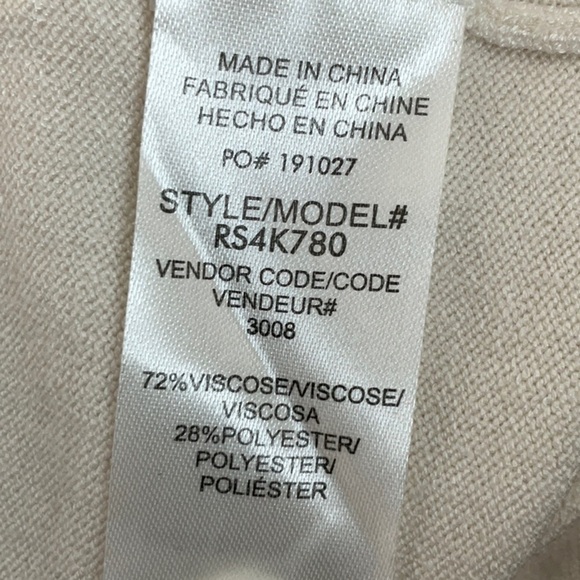 MADE IN CHINA
FABRIQUÉ EN CHINE
HECHO EN CHINA
PO# 191027
STYLE/MODEL#
RS4K780
VENDOR CODE/CODE
VENDEUR#
3008
72%VISCOSE/VISCOSE/
VISCOSA
28%POLYESTER/
POLYESTER/
POLIÉSTER